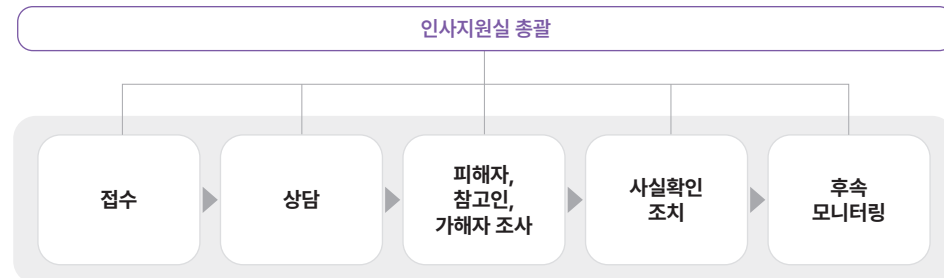 인사지원실 총괄
접수
상담
피해자,
참고인,
가해자 조사
사실확인
조치
후속
모니터링